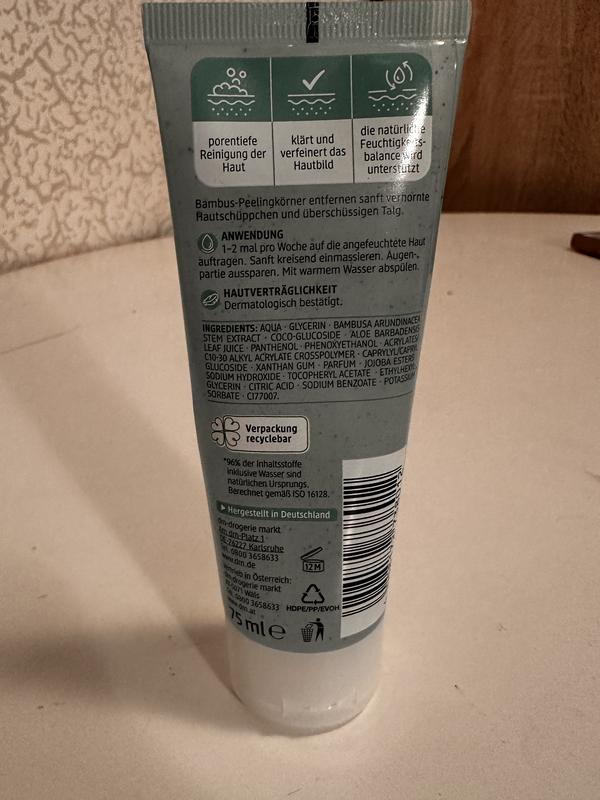 porentiefe
Reinigung der
Haut
klärt und
verfeinert das
Hautbild
die natürliche
Feuchtigkeits-
balance wird
unterstützt
Bambus-Peelingkörner entfernen sanft verhornte
Hautschüppchen und überschüssigen Talg.
ANWENDUNG
1–2 mal pro Woche auf die angefeuchtete Haut
auftragen. Sanft kreisend einmassieren. Augen-
partie aussparen. Mit warmem Wasser abspülen.
HAUTVERTRÄGLICHKEIT
Dermatologisch bestätigt.
INGREDIENTS: AQUA · GLYCERIN · BAMBUSA ARUNDINACEA
STEM EXTRACT · COCO-GLUCOSIDE · ALOE BARBADENSIS
LEAF JUICE · PANTHENOL · PHENOXYETHANOL · ACRYLATES/
C10-30 ALKYL ACRYLATE CROSSPOLYMER · CAPRYLYL/CAPRYL
GLUCOSIDE · XANTHAN GUM · PARFUM · JOJOBA ESTERS
SODIUM HYDROXIDE · TOCOPHERYL ACETATE · ETHYLHEXYL
GLYCERIN · CITRIC ACID · SODIUM BENZOATE · POTASSIUM
SORBATE · CI77007.
Verpackung
recyclebar
*96% der Inhaltsstoffe
inklusive Wasser sind
natürlichen Ursprungs.
Berechnet gemäß ISO 16128.
Hergestellt in Deutschland
dm-drogerie markt
Am dm-Platz 1
DE-76227 Karlsruhe
Tel. 0800 3658633
www.dm.de
Vertrieb in Österreich:
dm-drogerie markt
5071 Wals
0800 3658633
www.dm.at
75 ml e
12M
HDPE/PP/EVOH